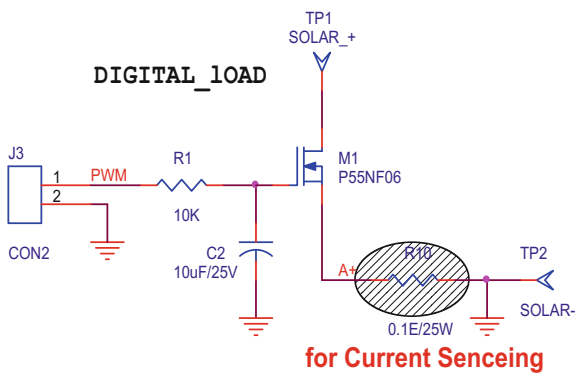 TP1
SOLAR_+
DIGITAL_lOAD
J3
1
PWM
2
CON2
R1
10K
C2
10uF/25V
M1
P55NF06
A+
R10
0.1E/25W
TP2
SOLAR-
for Current Senceing